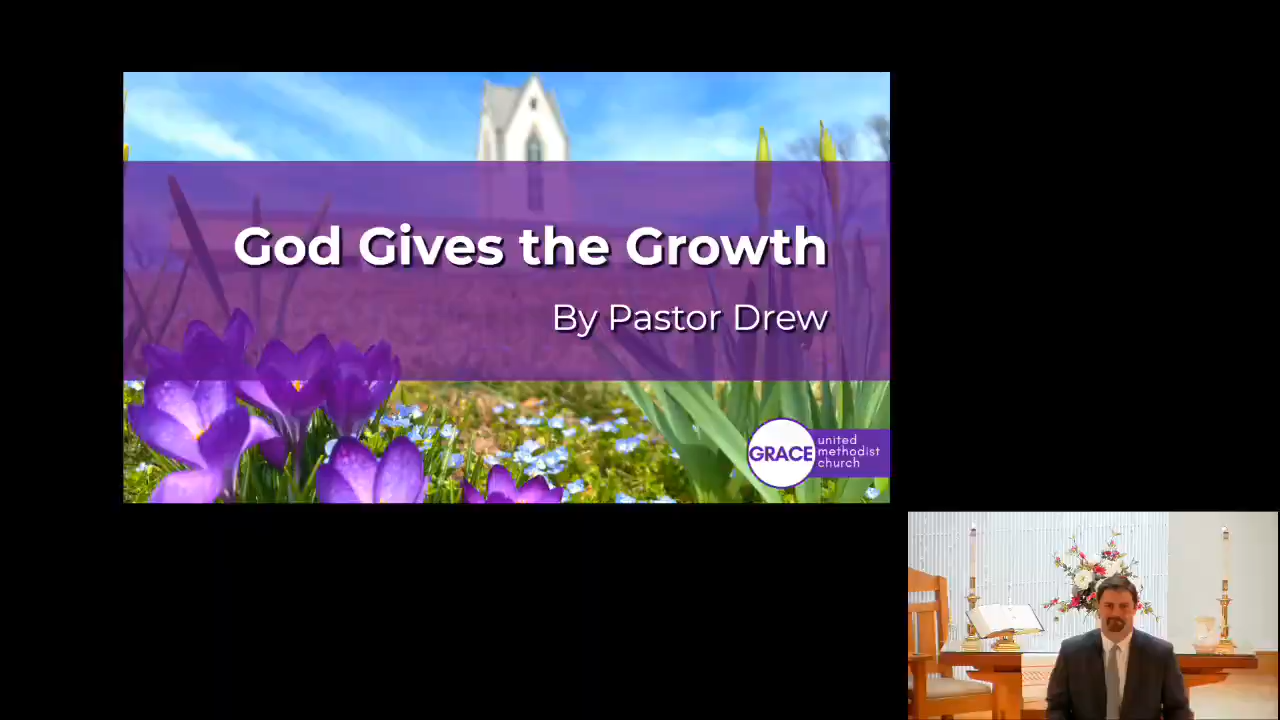 God Gives the Growth
By Pastor Drew
GRACE
united
methodist
church